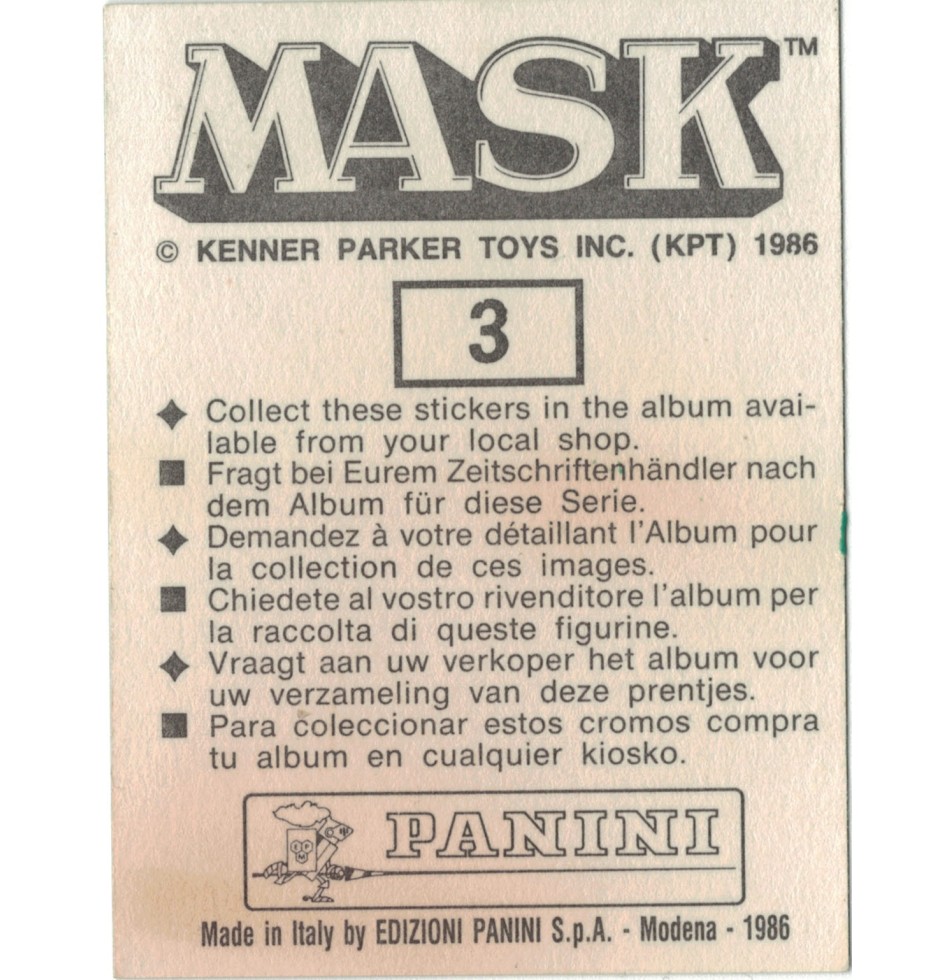 MASK™
© KENNER PARKER TOYS INC. (KPT) 1986
3
Collect these stickers in the album avai-
lable from your local shop.
Fragt bei Eurem Zeitschriftenhändler nach
dem Album für diese Serie.
Demandez à votre détaillant l'Album pour
la collection de ces images.
Chiedete al vostro rivenditore l'album per
la raccolta di queste figurine.
Vraagt aan uw verkoper het album voor
uw verzameling van deze prentjes.
Para coleccionar estos cromos compra
tu album en cualquier kiosko.
PANINI
Made in Italy by EDIZIONI PANINI S.p.A. - Modena - 1986